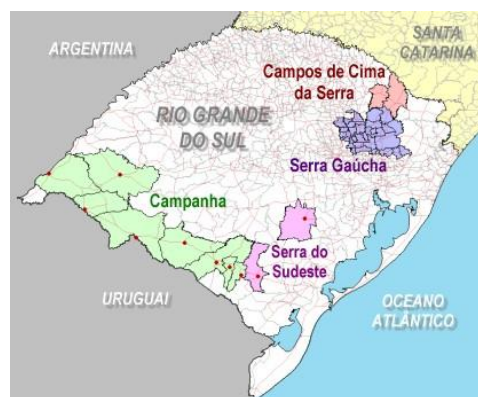 ARGENTINA
SANTA
CATARINA
Campos de Cima
da Serra
RIO GRANDE
DO SUL
Serra Gaúcha
Campanha
Serra do
Sudeste
URUGUAI
OCEANO
ATLÂNTICO